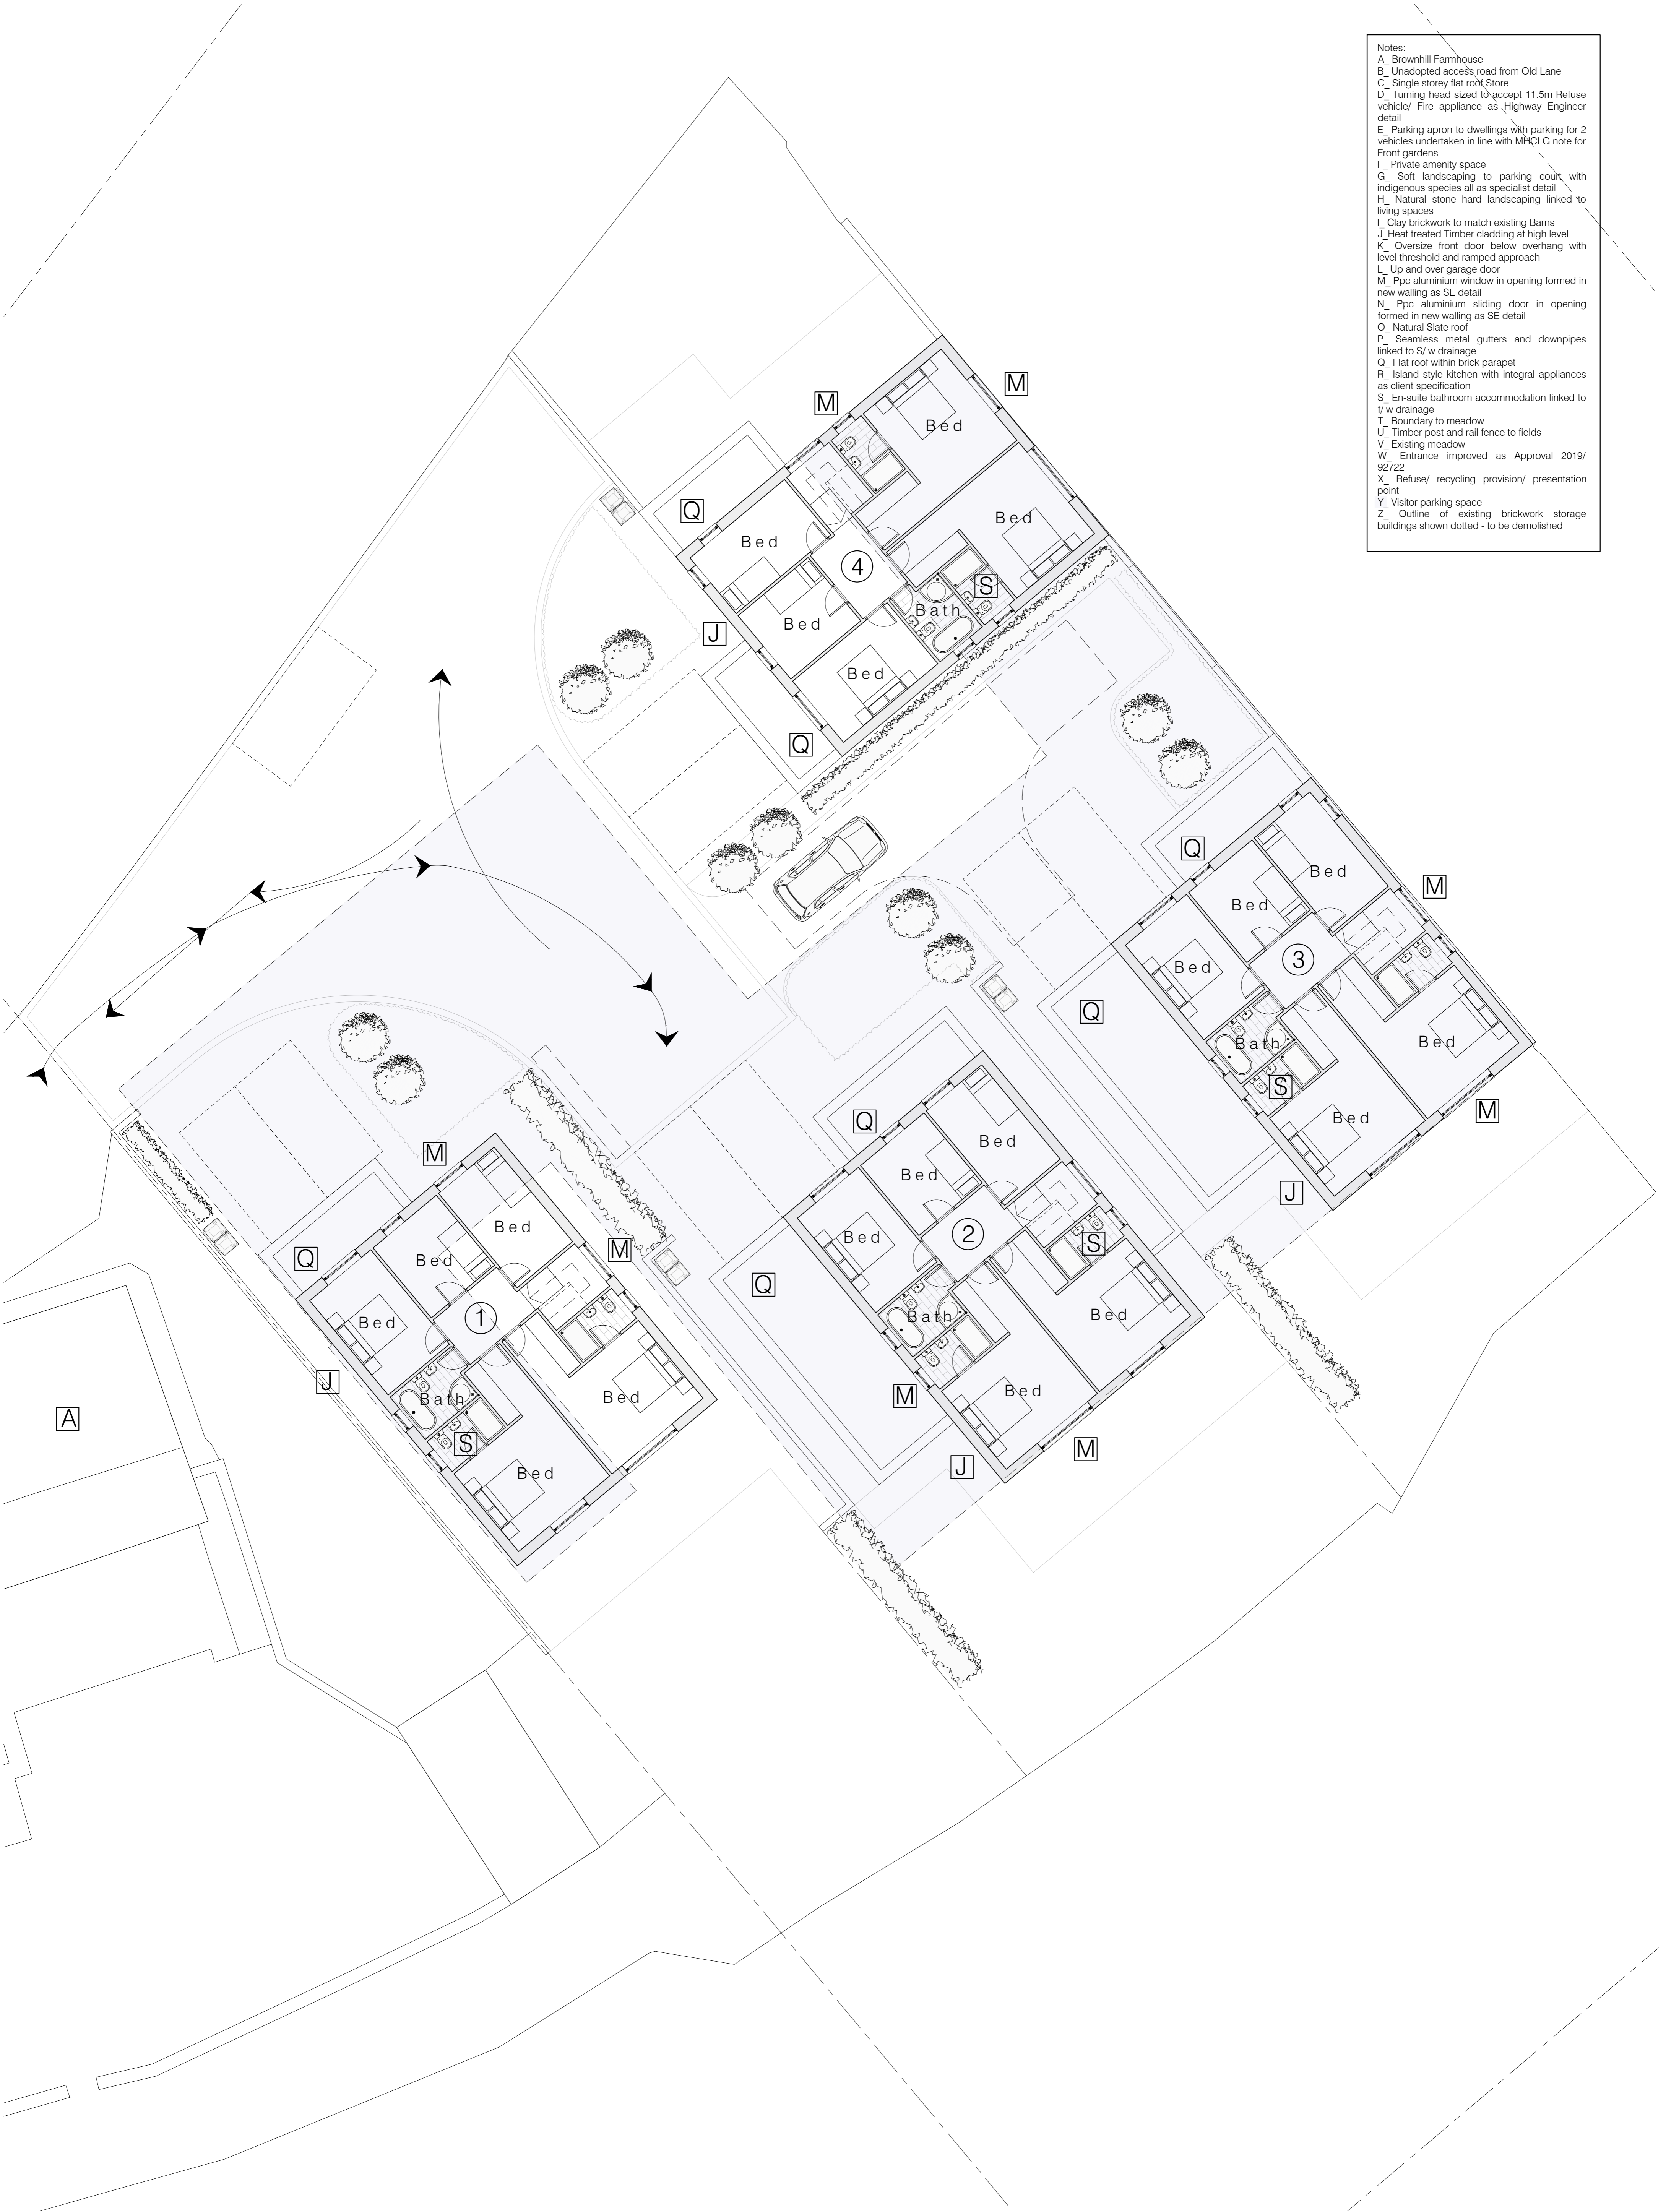 Notes:
A_ Brownhill Farmhouse
B_ Unadopted access road from Old Lane
C_ Single storey flat roof Store
D_ Turning head sized to accept 11.5m Refuse
vehicle/ Fire appliance as Highway Engineer
detail
E_ Parking apron to dwellings with parking for 2
vehicles undertaken in line with MHCLG note for
Front gardens
F_ Private amenity space
G_ Soft landscaping to parking court with
indigenous species all as specialist detail
H_ Natural stone hard landscaping linked to
living spaces
I_ Clay brickwork to match existing Barns
J_ Heat treated Timber cladding at high level
K_ Oversize front door below overhang with
level threshold and ramped approach
L_ Up and over garage door
M_ Ppc aluminium window in opening formed in
new walling as SE detail
N_ Ppc aluminium sliding door in opening
formed in new walling as SE detail
O_ Natural Slate roof
P_ Seamless metal gutters and downpipes
linked to S/ w drainage
Q_ Flat roof within brick parapet
R_ Island style kitchen with integral appliances
as client specification
S_ En-suite bathroom accommodation linked to
f/ w drainage
T_ Boundary to meadow
U_ Timber post and rail fence to fields
V_ Existing meadow
W_ Entrance improved as Approval 2019/
92722
X_ Refuse/ recycling provision/ presentation
point
Y_ Visitor parking space
Z_ Outline of existing brickwork storage
buildings shown dotted - to be demolished
M
M
Bed
Q
Bed
Bed
4
S
Bath
Bed
J
Bed
Q
Q
Bed
M
Bed
3
Bed
Q
Bath
Bed
S
M
Bed
J
Q
Bed
Bed
2
Bed
S
Q
Bath
Bed
M
Bed
M
J
M
Bed
M
Q
Bed
1
Bed
J
Bath
Bed
S
Bed
A